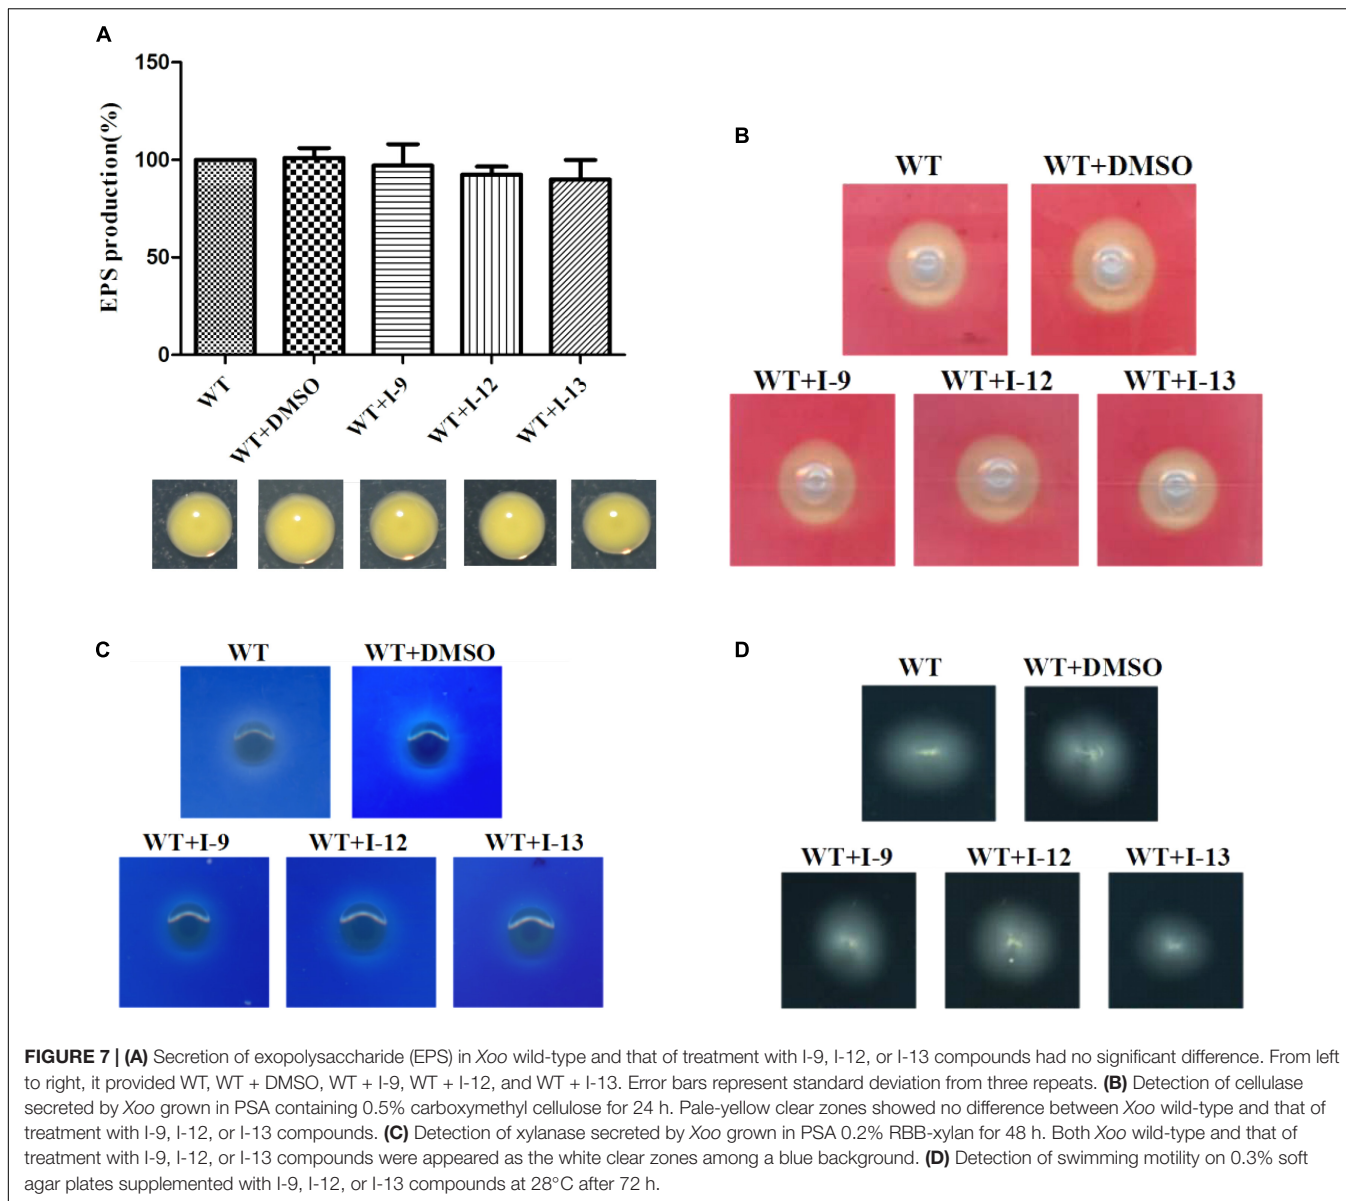 A
150
100
50
0
EPS production(%)
WT
WT+DMSO
WT+I-9
WT+I-12
WT+I-13
B
WT
WT+DMSO
WT+I-9
WT+I-12
WT+I-13
C
WT
WT+DMSO
WT+I-9
WT+I-12
WT+I-13
D
WT
WT+DMSO
WT+I-9
WT+I-12
WT+I-13
FIGURE 7 | (A) Secretion of exopolysaccharide (EPS) in Xoo wild-type and that of treatment with I-9, I-12, or I-13 compounds had no significant difference. From left
to right, it provided WT, WT + DMSO, WT + I-9, WT + I-12, and WT + I-13. Error bars represent standard deviation from three repeats. (B) Detection of cellulase
secreted by Xoo grown in PSA containing 0.5% carboxymethyl cellulose for 24 h. Pale-yellow clear zones showed no difference between Xoo wild-type and that of
treatment with I-9, I-12, or I-13 compounds. (C) Detection of xylanase secreted by Xoo grown in PSA 0.2% RBB-xylan for 48 h. Both Xoo wild-type and that of
treatment with I-9, I-12, or I-13 compounds were appeared as the white clear zones among a blue background. (D) Detection of swimming motility on 0.3% soft
agar plates supplemented with I-9, I-12, or I-13 compounds at 28°C after 72 h.